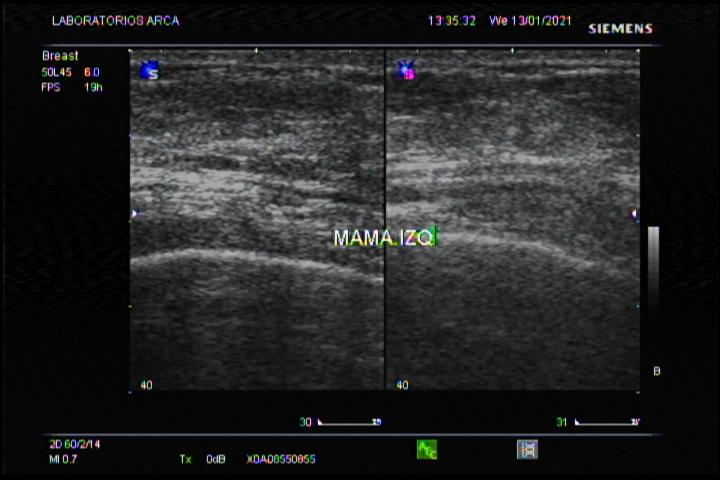 LABORATORIOS ARCA
13:35:32 We 13/01/2021
SIEMENS
Breast
50L45 6.0
FPS 19h
S
S
MAMA IZQ
40
40
B
30
31
2D 60/2/14
MI 0.7
Tx 0dB XDA08550855